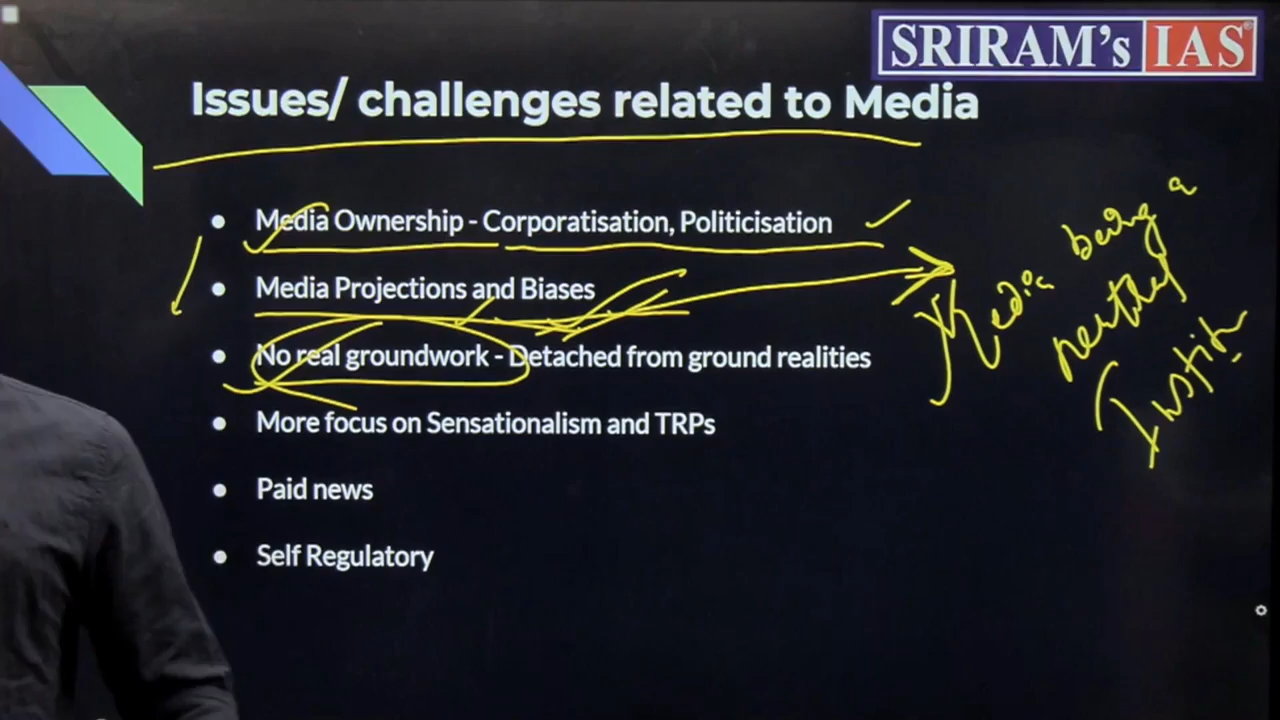 SRIRAM's IAS
Issues/ challenges related to Media
Media Ownership - Corporatisation, Politicisation
Media Projections and Biases
No real groundwork - Detached from ground realities
More focus on Sensationalism and TRPs
Paid news
Self Regulatory
Media being a
neutral